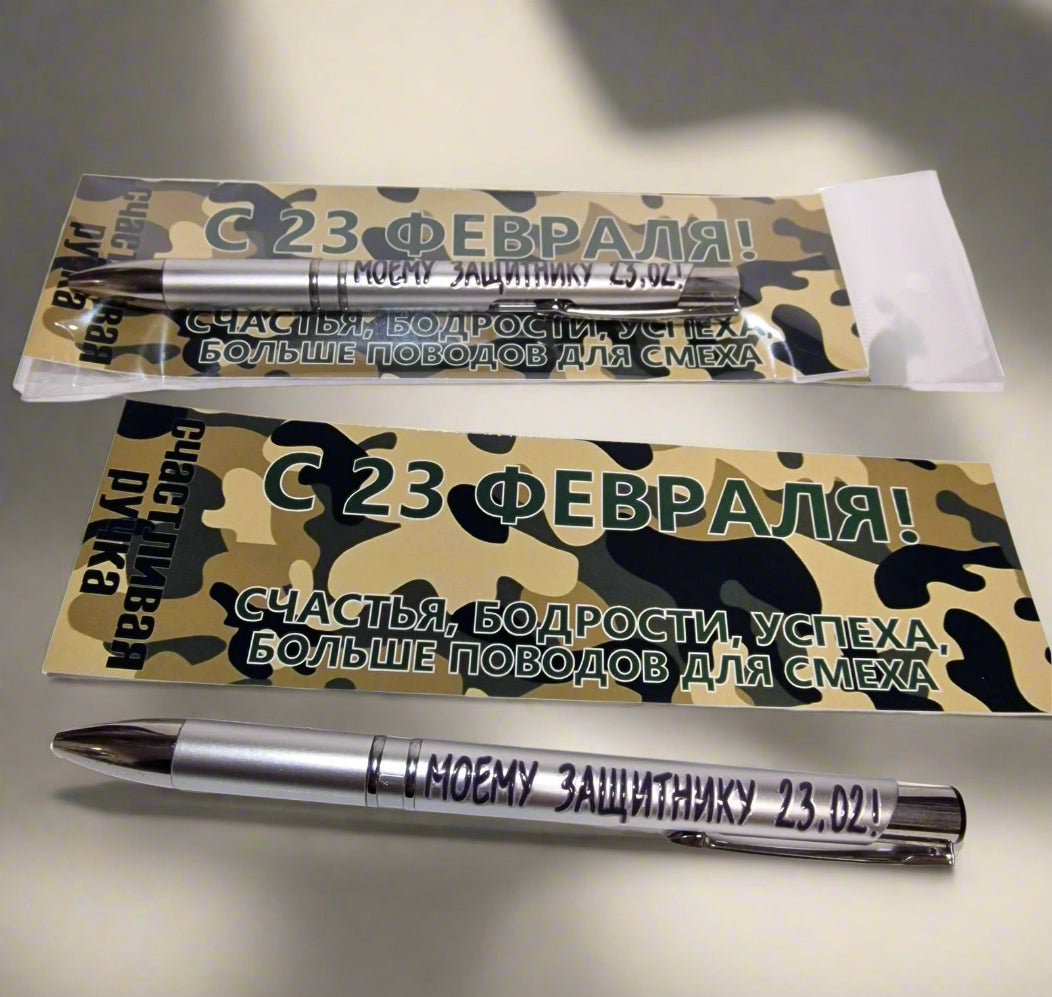 С 23 ФЕВРАЛЯ!
счастливая
ручка
МОЕМУ ЗАЩИТНИКУ 23.02!
СЧАСТЬЯ, БОДРОСТИ, УСПЕХА,
БОЛЬШЕ ПОВОДОВ ДЛЯ СМЕХА
С 23 ФЕВРАЛЯ!
счастливая
ручка
СЧАСТЬЯ, БОДРОСТИ, УСПЕХА,
БОЛЬШЕ ПОВОДОВ ДЛЯ СМЕХА
МОЕМУ ЗАЩИТНИКУ 23.02!